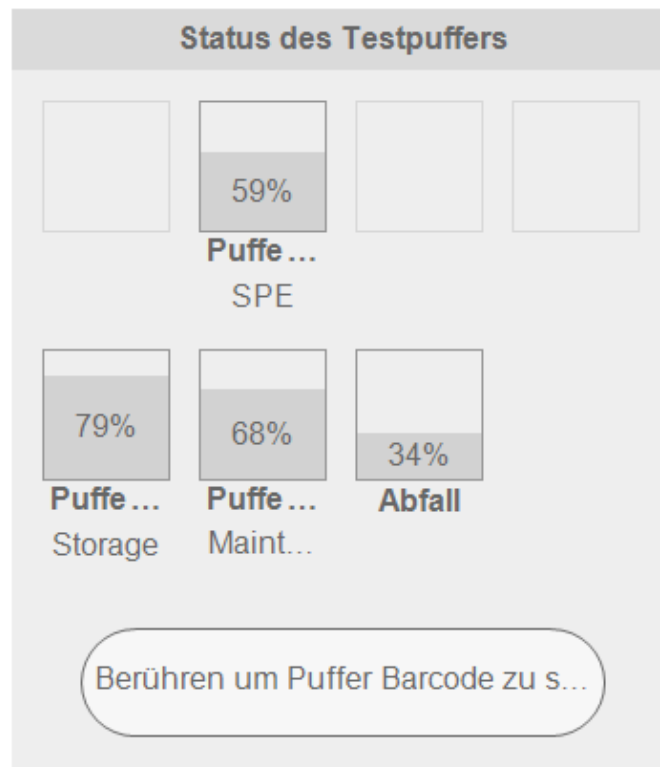 Status des Testpuffers
59%
Puffe...
SPE
79% 68% 34%
Puffe... Puffe... Abfall
Storage Maint...
Berühren um Puffer Barcode zu s...